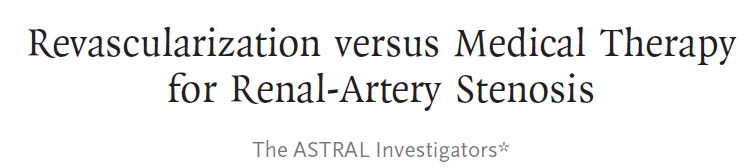 Revascularization versus Medical Therapy
for Renal-Artery Stenosis
The ASTRAL Investigators*